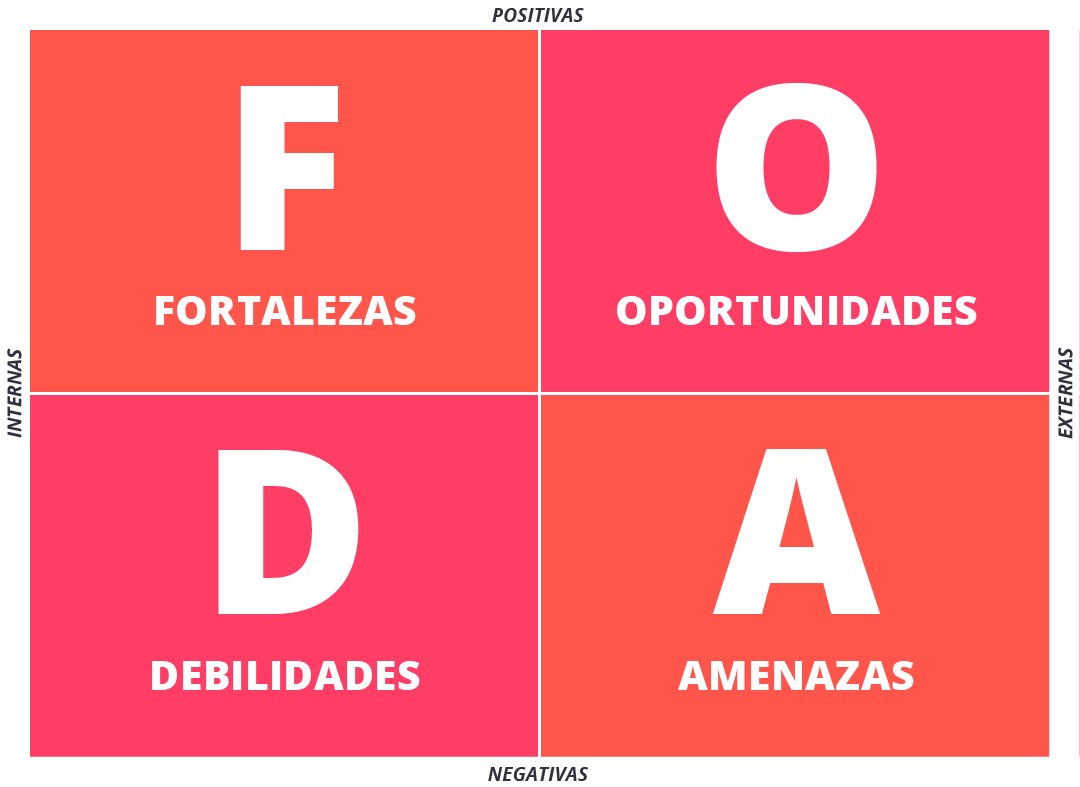 POSITIVAS
F
FORTALEZAS
O
OPORTUNIDADES
INTERNAS
EXTERNAS
D
DEBILIDADES
A
AMENAZAS
NEGATIVAS